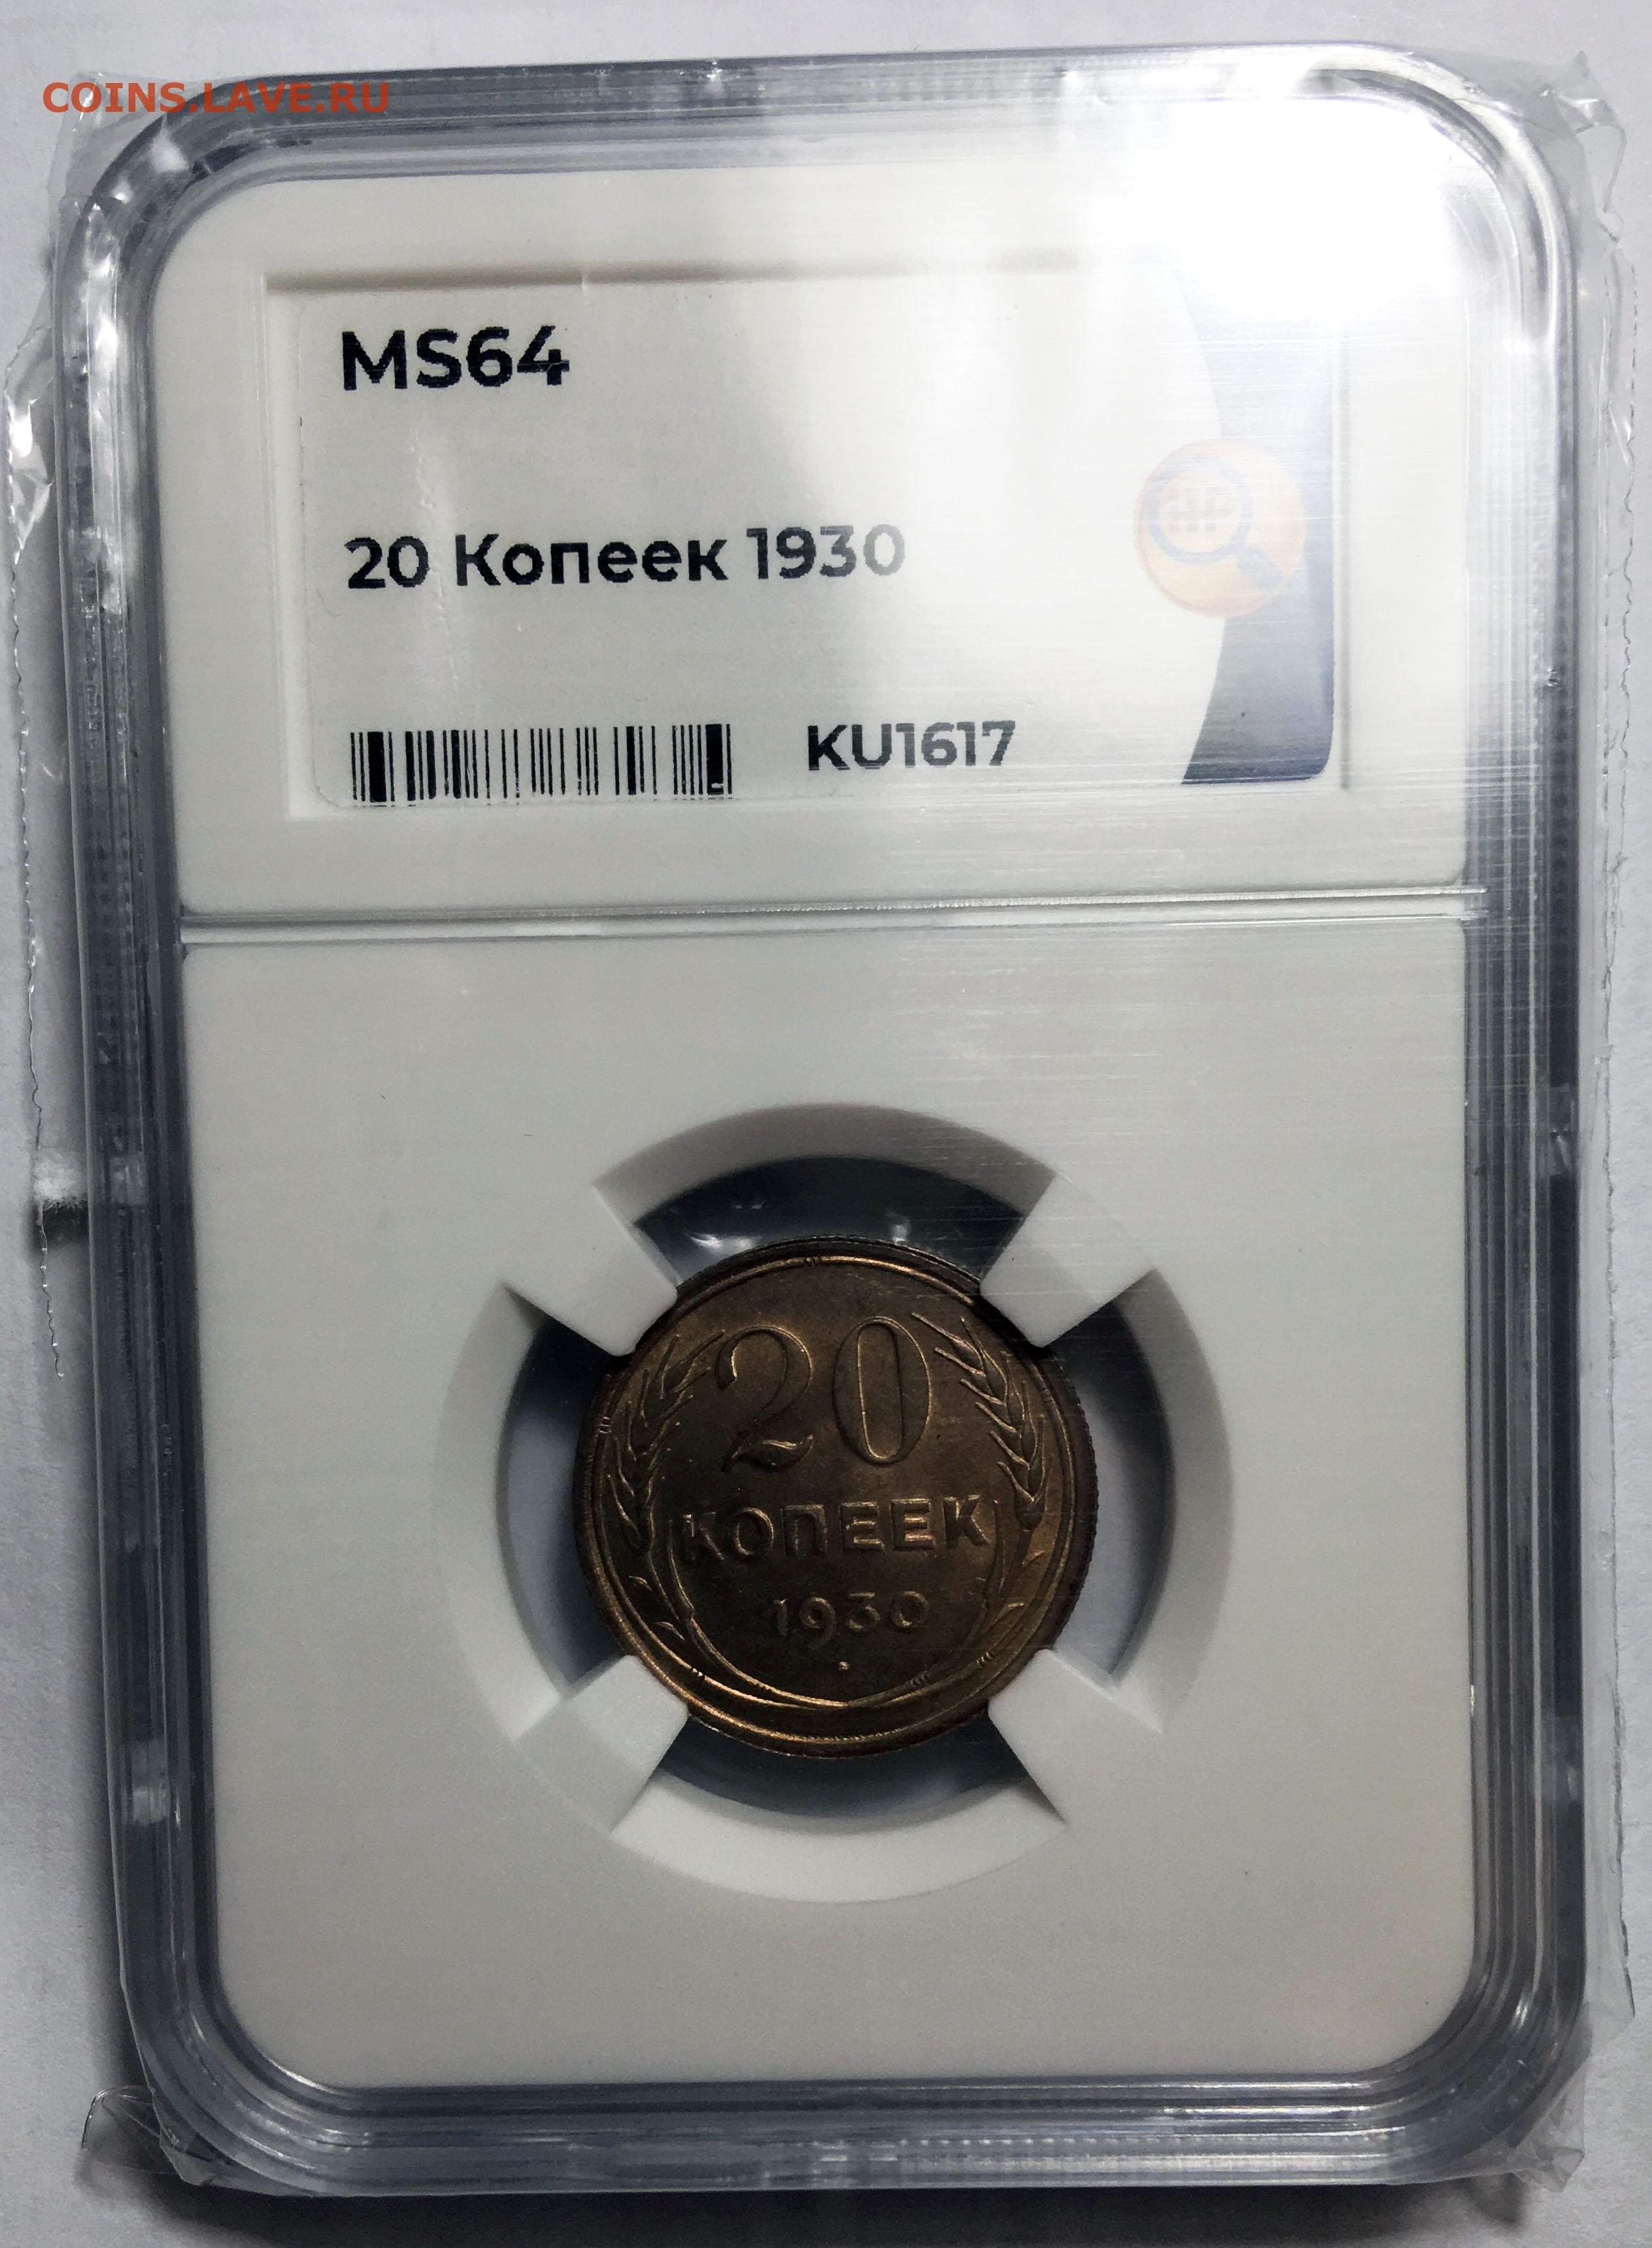 COINS.LAVE.RU
MS64
20 Копеек 1930
KU1617
20
КОПЕЕК
1930